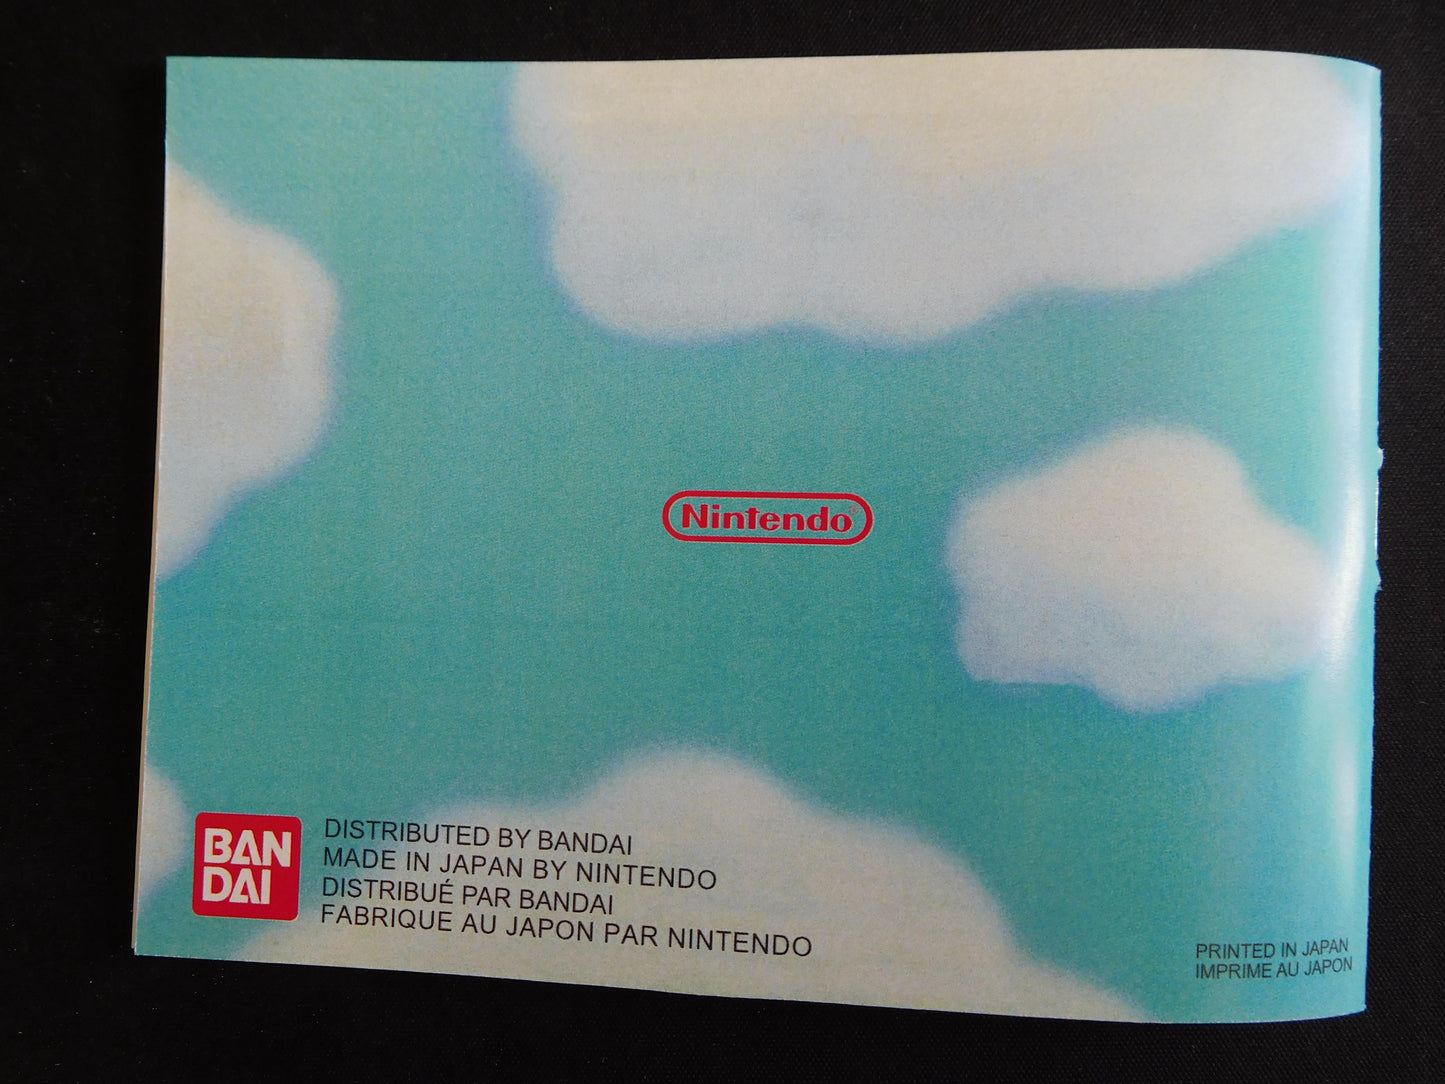 Nintendo®
BAN
DAI
DISTRIBUTED BY BANDAI
MADE IN JAPAN BY NINTENDO
DISTRIBUÉ PAR BANDAI
FABRIQUE AU JAPON PAR NINTENDO
PRINTED IN JAPAN
IMPRIME AU JAPON